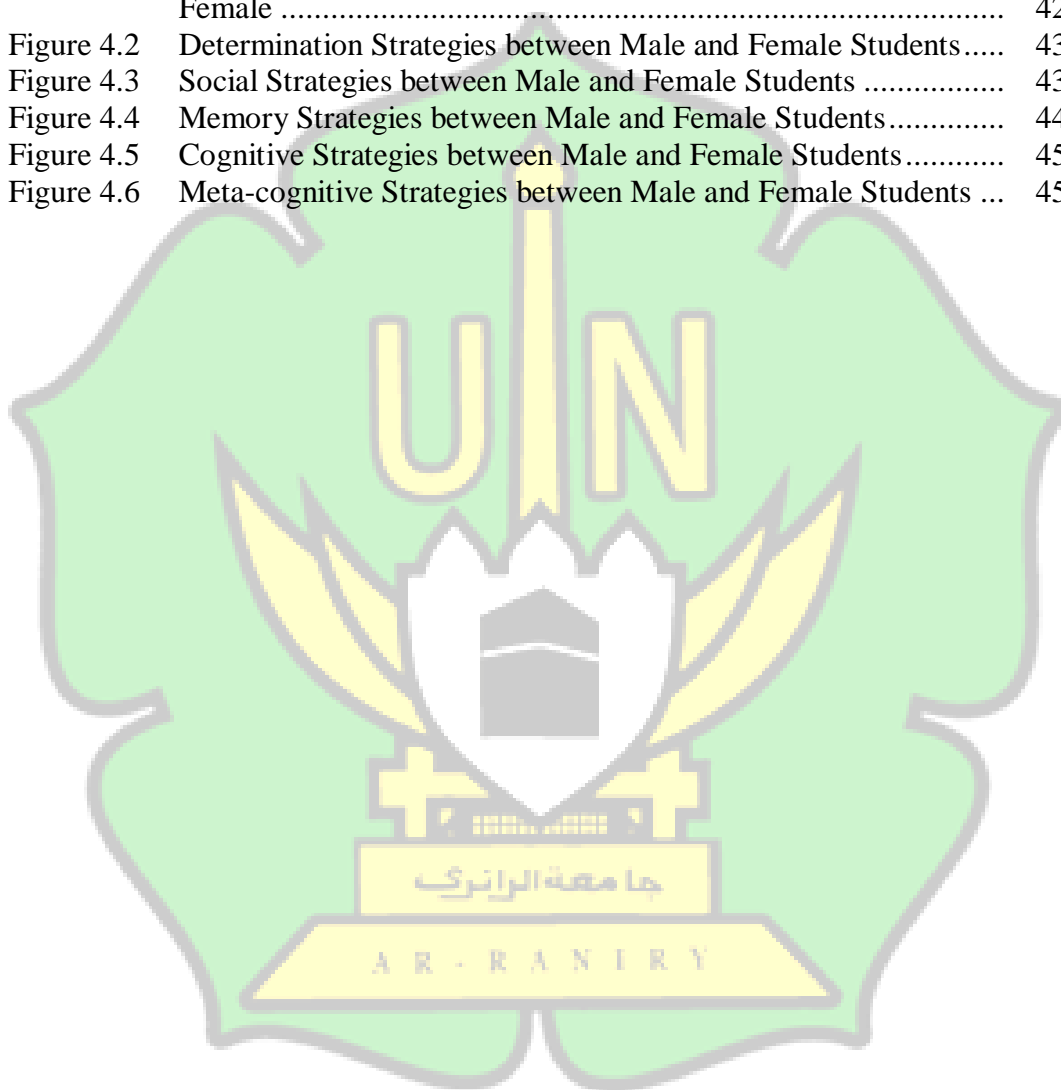 Female ........................................................................................... 42
Figure 4.2 Determination Strategies between Male and Female Students..... 43
Figure 4.3 Social Strategies between Male and Female Students ................. 43
Figure 4.4 Memory Strategies between Male and Female Students.............. 44
Figure 4.5 Cognitive Strategies between Male and Female Students............ 45
Figure 4.6 Meta-cognitive Strategies between Male and Female Students ... 45
UIN
جامعة الرانري
AR-RANIRY